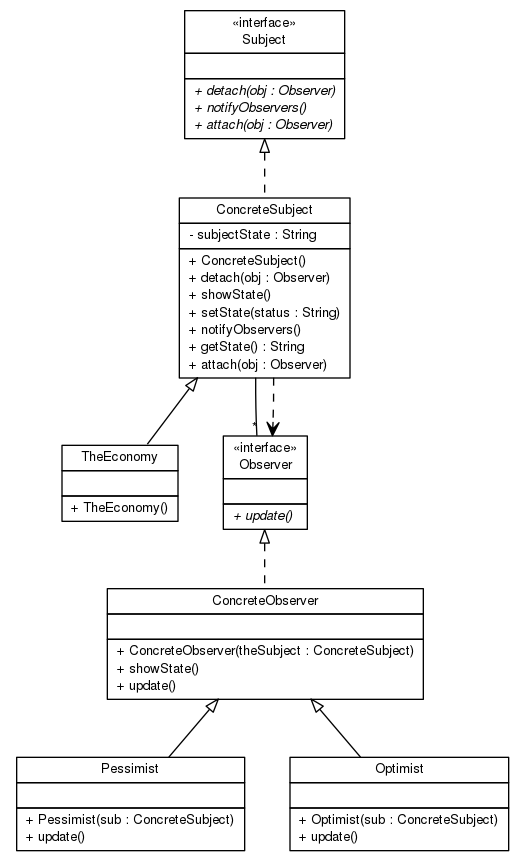 «interface»
Subject
+ detach(obj : Observer)
+ notifyObservers()
+ attach(obj : Observer)
ConcreteSubject
- subjectState : String
+ ConcreteSubject()
+ detach(obj : Observer)
+ showState()
+ setState(status : String)
+ notifyObservers()
+ getState() : String
+ attach(obj : Observer)
*
TheEconomy
+ TheEconomy()
«interface»
Observer
+ update()
ConcreteObserver
+ ConcreteObserver(theSubject : ConcreteSubject)
+ showState()
+ update()
Pessimist
+ Pessimist(sub : ConcreteSubject)
+ update()
Optimist
+ Optimist(sub : ConcreteSubject)
+ update()